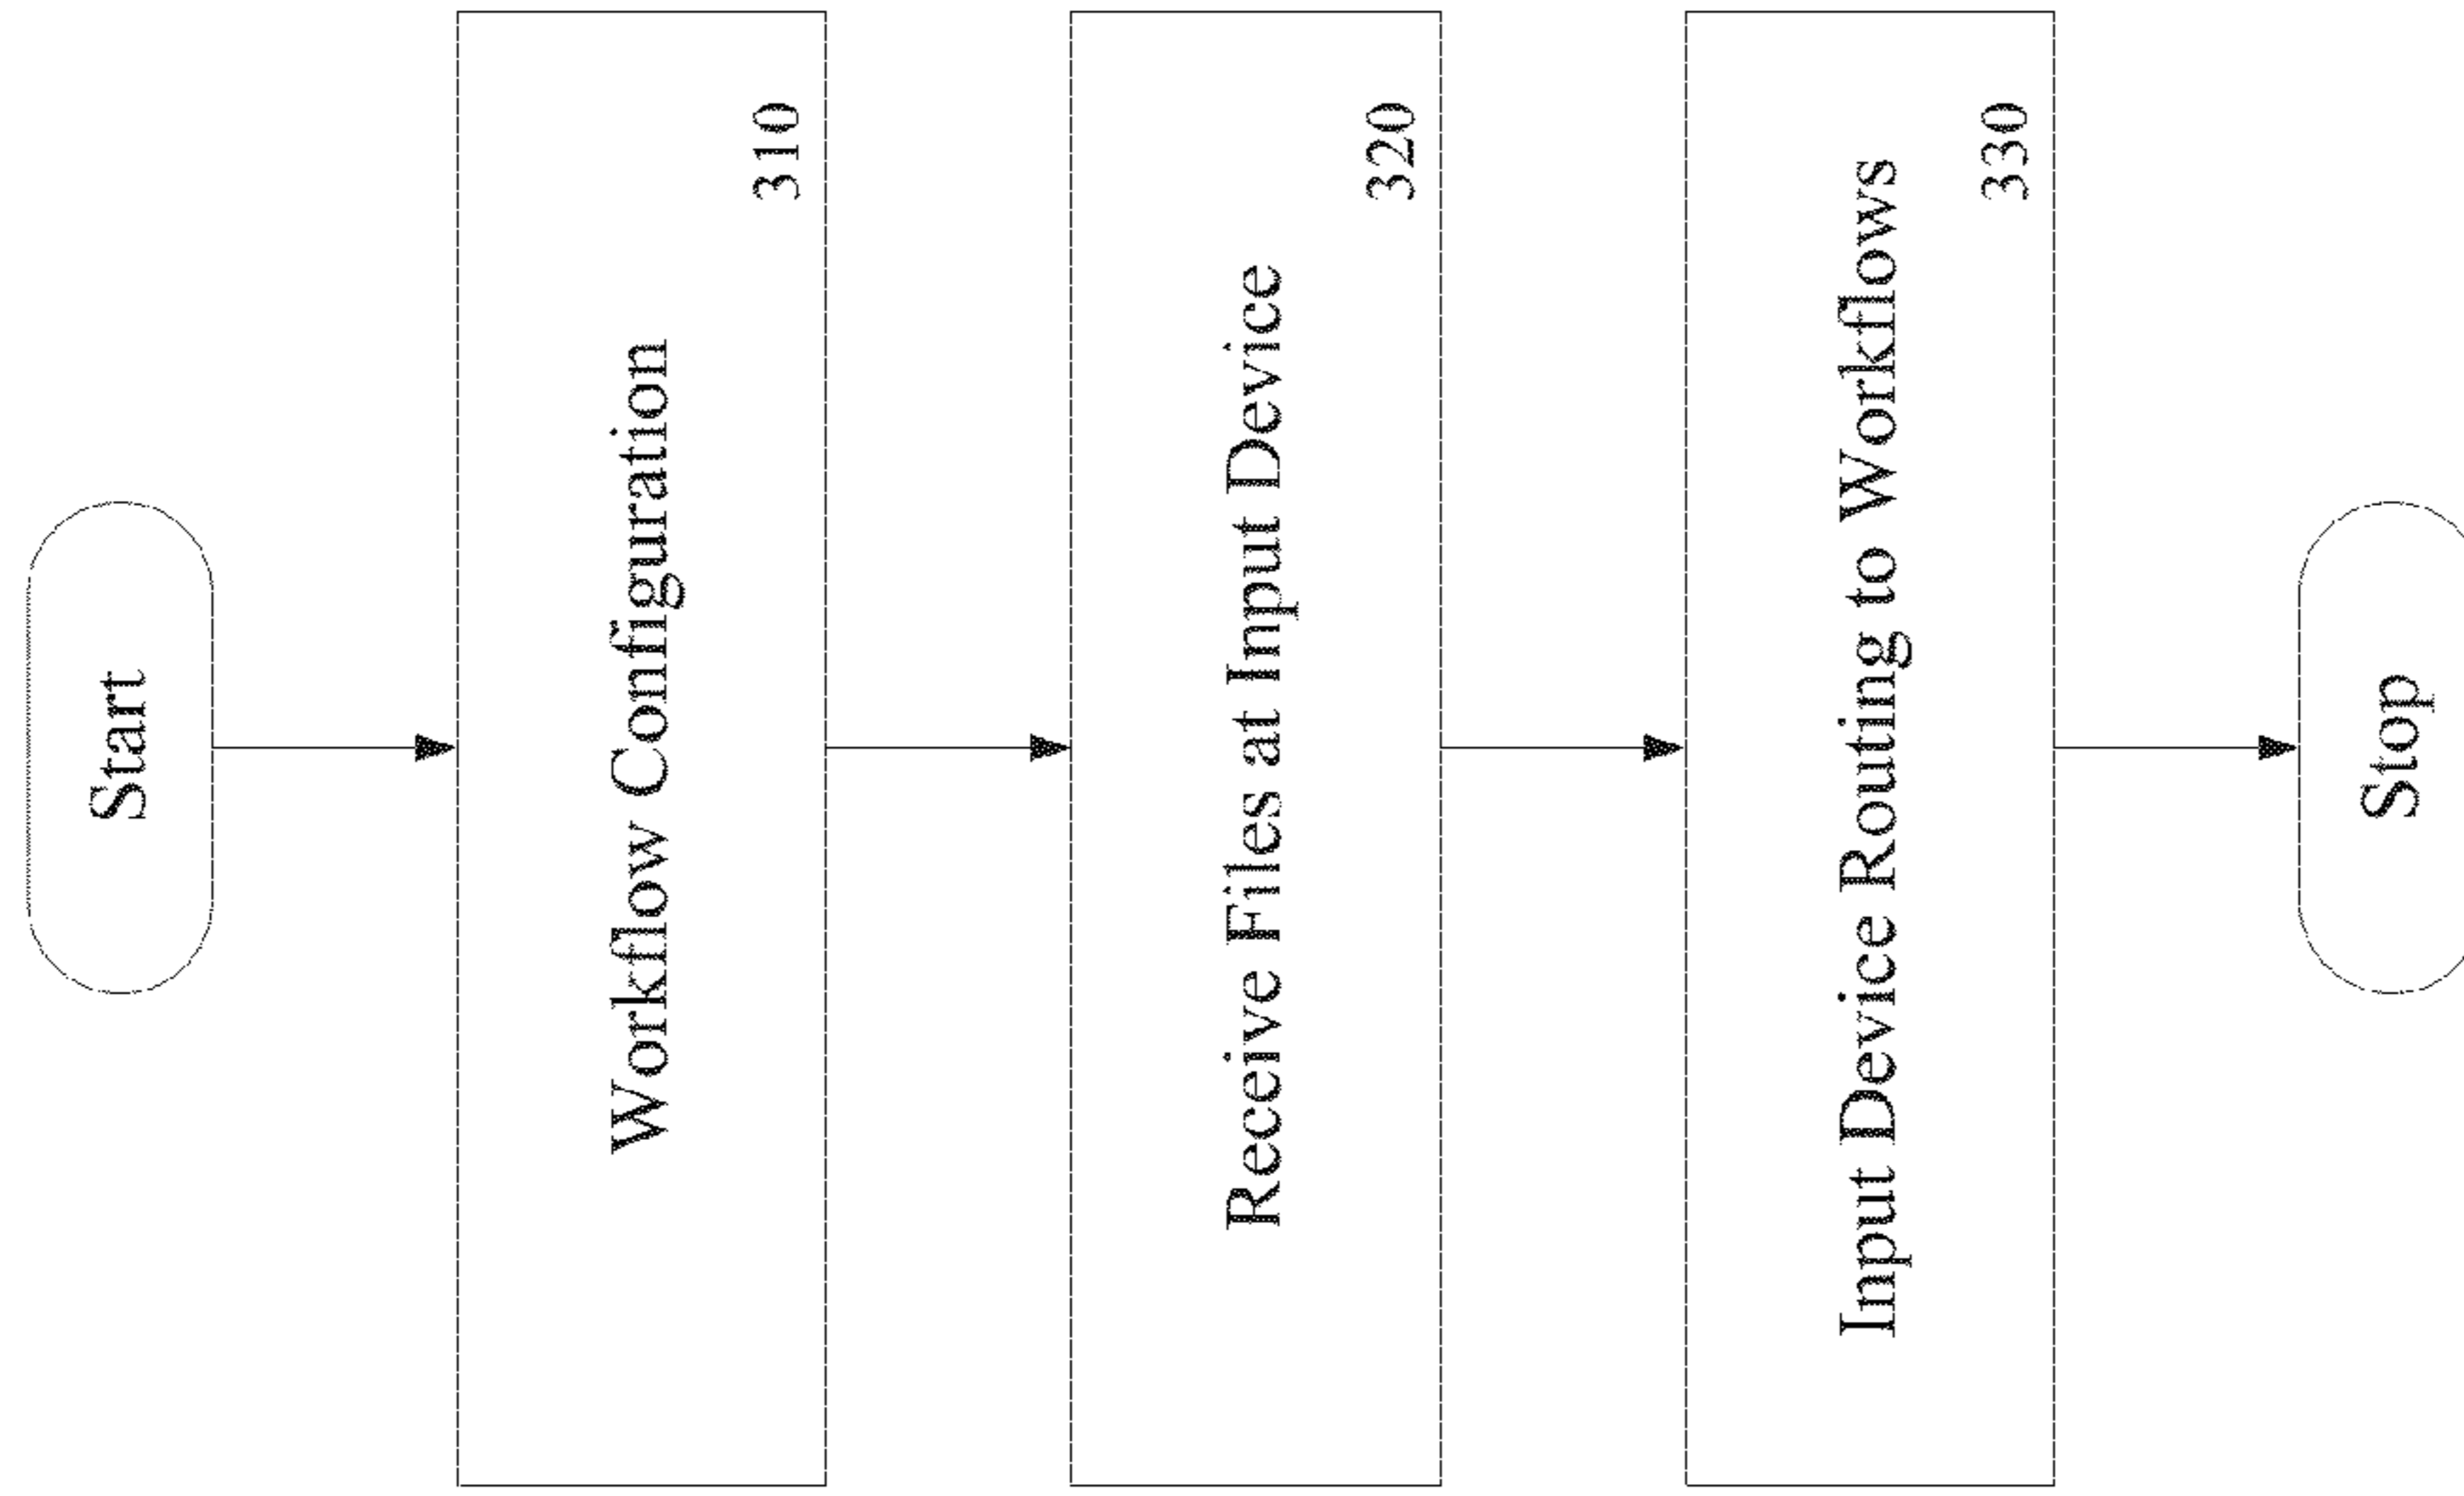 Start
Workflow Configuration
310
Receive Files at Input Device
320
Input Device Routing to Workflows
330
Stop